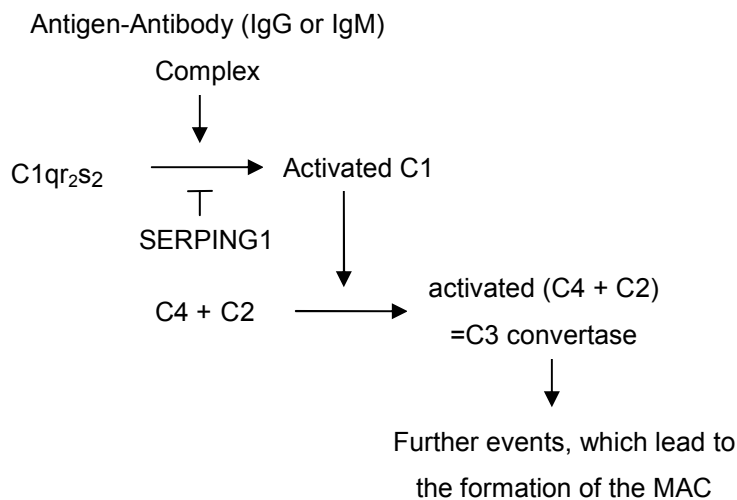 Antigen-Antibody (IgG or IgM)
Complex
C1qr₂s₂
Activated C1
SERPING1
C4 + C2
activated (C4 + C2)
=C3 convertase
Further events, which lead to
the formation of the MAC